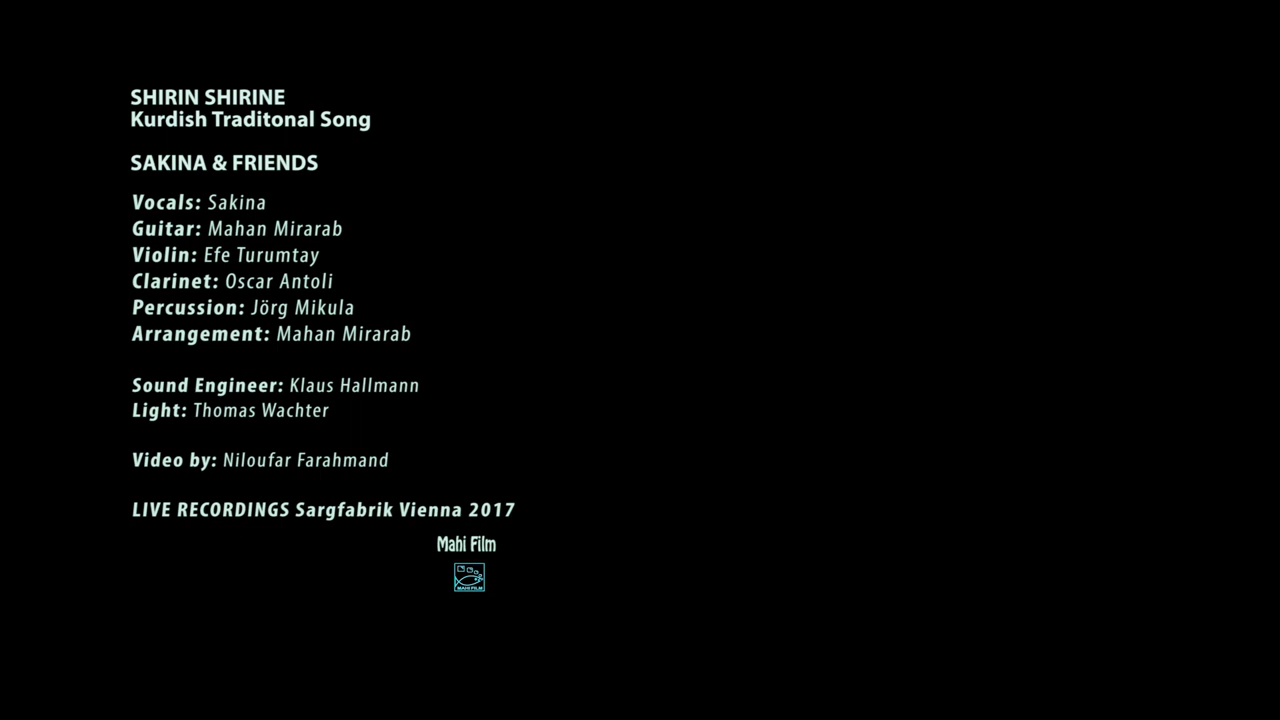 SHIRIN SHIRINE
Kurdish Traditonal Song
SAKINA & FRIENDS
Vocals: Sakina
Guitar: Mahan Mirarab
Violin: Efe Turumtay
Clarinet: Oscar Antoli
Percussion: Jörg Mikula
Arrangement: Mahan Mirarab
Sound Engineer: Klaus Hallmann
Light: Thomas Wachter
Video by: Niloufar Farahmand
LIVE RECORDINGS Sargfabrik Vienna 2017
Mahi Film
MAHI FILM